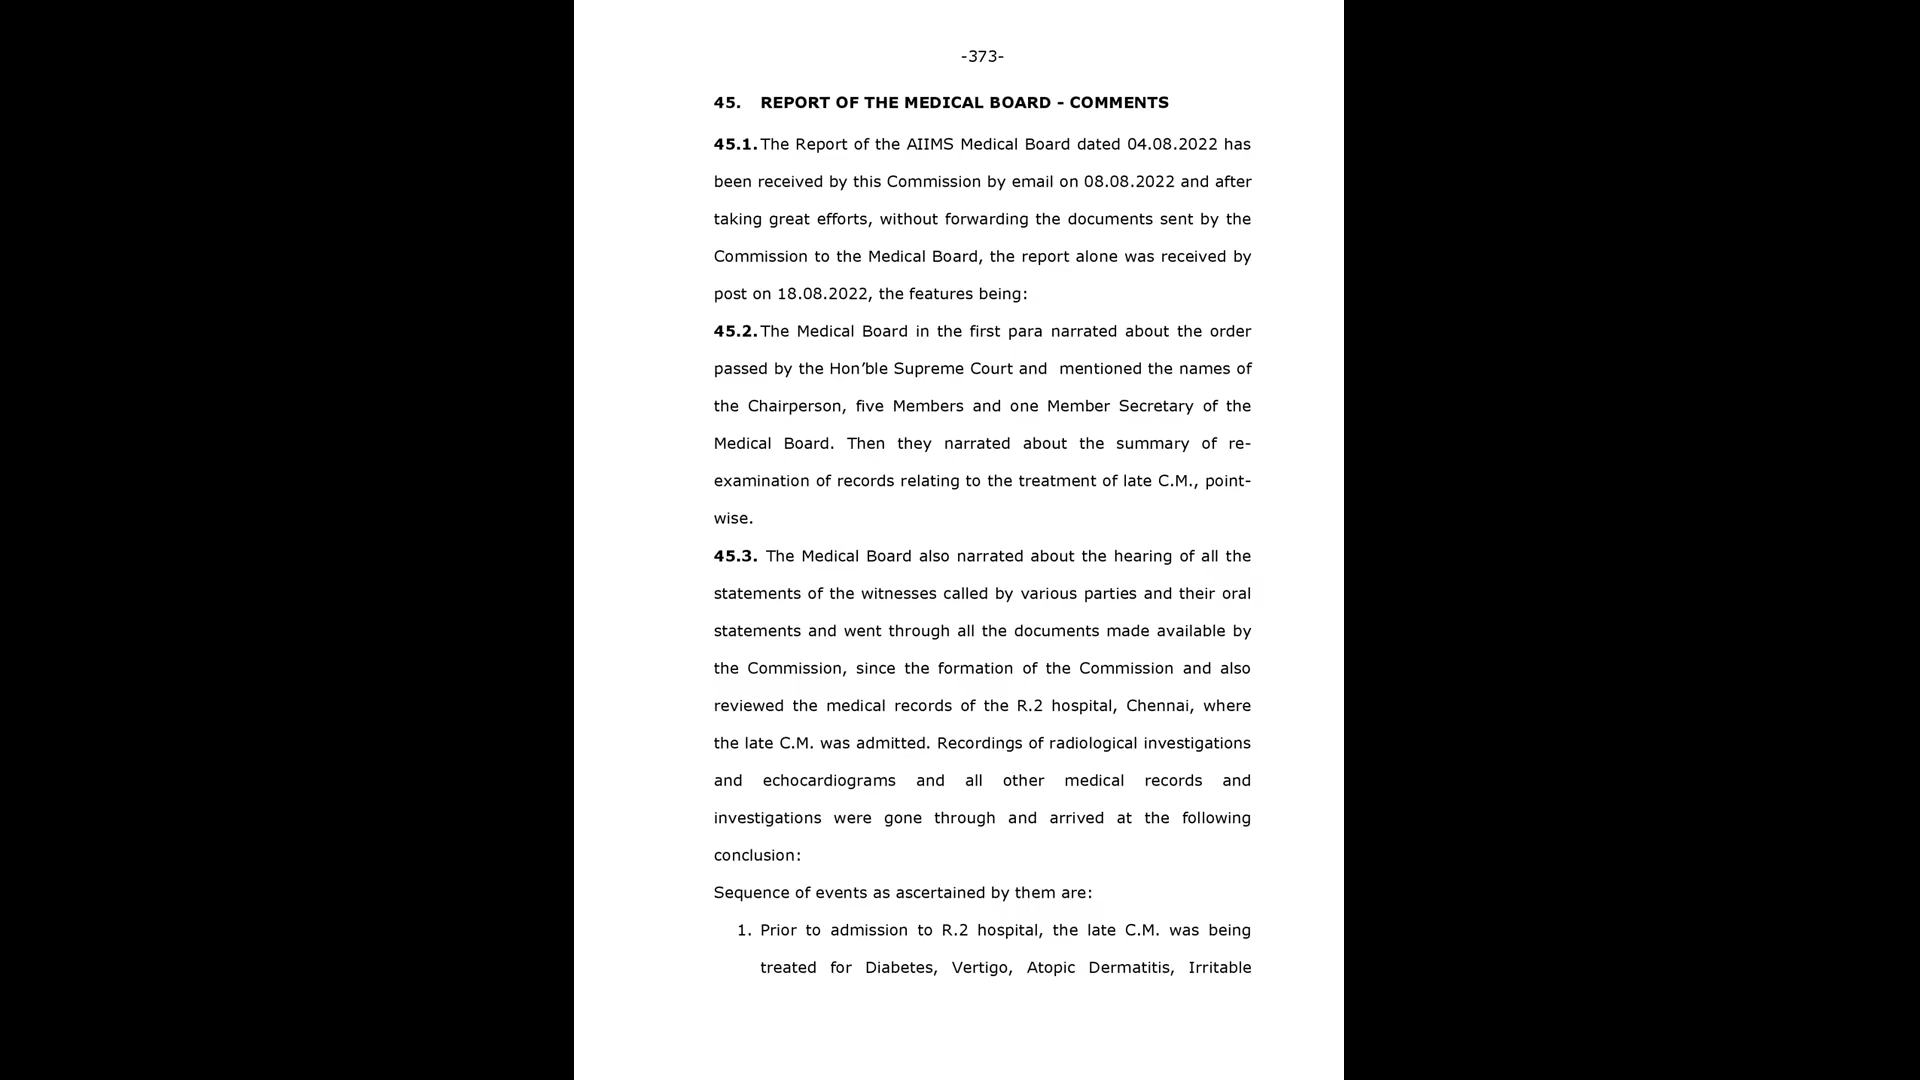 -373-
45. REPORT OF THE MEDICAL BOARD - COMMENTS
45.1. The Report of the AIIMS Medical Board dated 04.08.2022 has
been received by this Commission by email on 08.08.2022 and after
taking great efforts, without forwarding the documents sent by the
Commission to the Medical Board, the report alone was received by
post on 18.08.2022, the features being:
45.2. The Medical Board in the first para narrated about the order
passed by the Hon’ble Supreme Court and mentioned the names of
the Chairperson, five Members and one Member Secretary of the
Medical Board. Then they narrated about the summary of re-
examination of records relating to the treatment of late C.M., point-
wise.
45.3. The Medical Board also narrated about the hearing of all the
statements of the witnesses called by various parties and their oral
statements and went through all the documents made available by
the Commission, since the formation of the Commission and also
reviewed the medical records of the R.2 hospital, Chennai, where
the late C.M. was admitted. Recordings of radiological investigations
and echocardiograms and all other medical records and
investigations were gone through and arrived at the following
conclusion:
Sequence of events as ascertained by them are:
1. Prior to admission to R.2 hospital, the late C.M. was being
treated for Diabetes, Vertigo, Atopic Dermatitis, Irritable